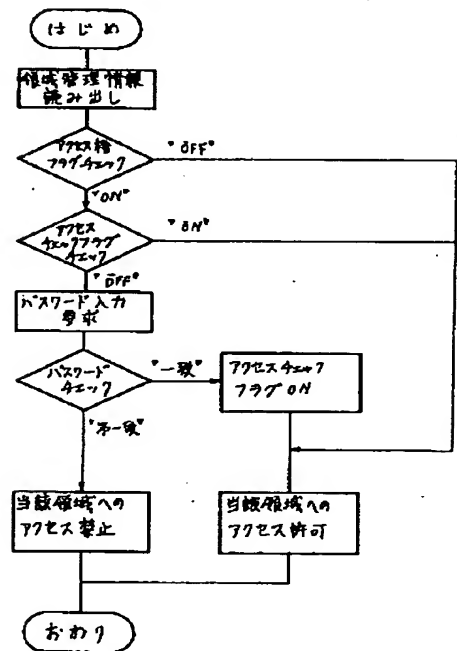 はじめ
領域管理情報
読み出し
アクセス権
フラグチェック
"OFF"
"ON"
アクセス
チェックフラグ
チェック
"ON"
"OFF"
パスワード入力
要求
パスワード
チェック
"一致"
アクセスチェック
フラグON
"不一致"
当該領域への
アクセス禁止
当該領域への
アクセス許可
おわり